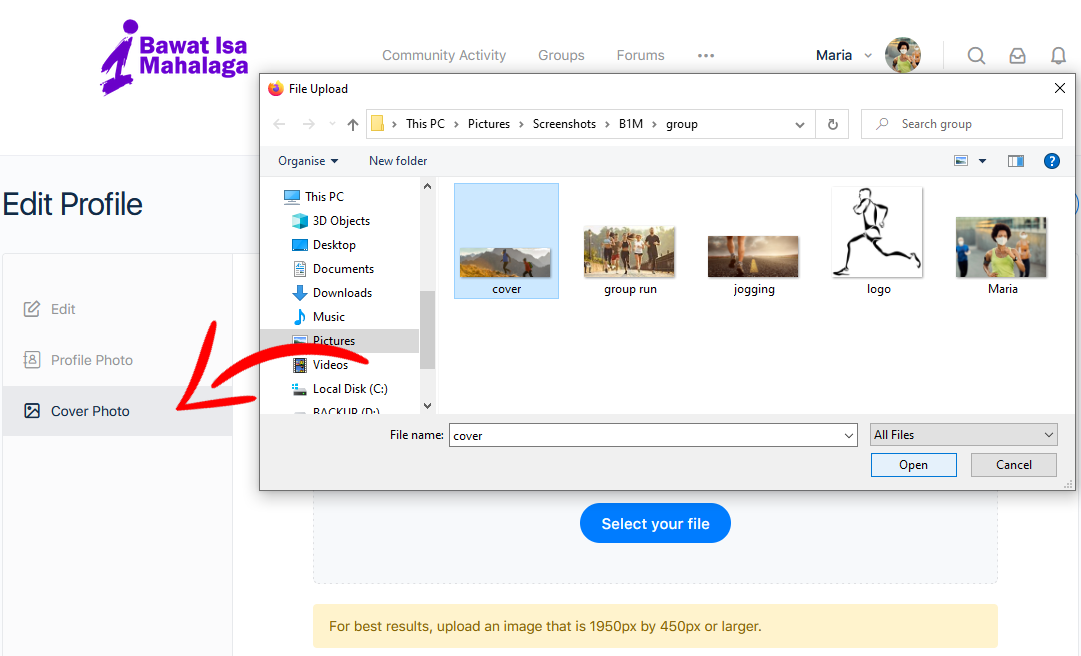 Bawat Isa
Mahalaga
Community Activity Groups Forums ••• Maria
File Upload
This PC > Pictures > Screenshots > B1M > group
Search group
Organise New folder
Edit Profile
Edit
Profile Photo
Cover Photo
This PC
3D Objects
Desktop
Documents
Downloads
Music
Pictures
Videos
Local Disk (C:)
BACKUP (D:)
cover
group run
jogging
logo
Maria
File name: cover
All Files
Open Cancel
Select your file
For best results, upload an image that is 1950px by 450px or larger.